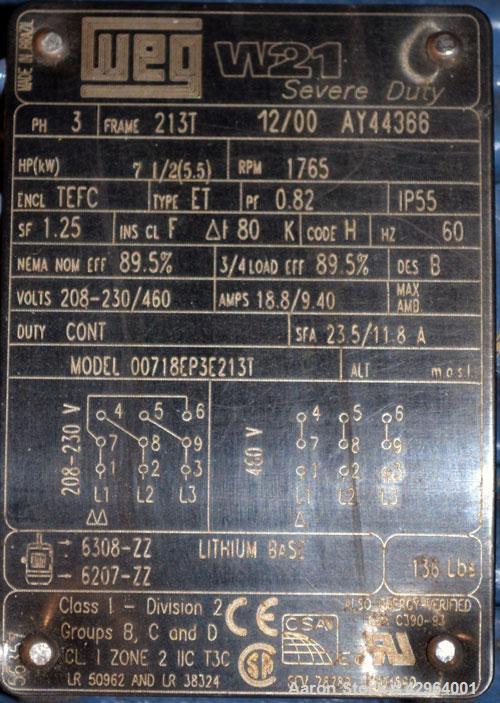 MADE IN BRAZIL
WEG W21
Severe Duty
PH 3 FRAME 213T 12/00 AY44366
HP(kW) 7 1/2(5.5) RPM 1765
ENCL TEFC TYPE ET PF 0.82 IP55
SF 1.25 INS CL F Δt 80 K CODE H HZ 60
NEMA NOM EFF 89.5% 3/4 LOAD EFF 89.5% DES B
VOLTS 208-230/460 AMPS 18.8/9.40 MAX AMB
DUTY CONT SFA 23.5/11.8 A
MODEL 00718EP3E213T ALT m.a.s.l.
208-230 V 4 5 6 460 V 4 5 6
7 8 9 7 8 9
1 2 3 1 2 3
L1 L2 L3 L1 L2 L3
ΔΔ Δ
6308-ZZ LITHIUM BASE
6207-ZZ 136 Lbs
Class I - Division 2 CE CSA ALSO ENERGY-VERIFIED
Groups B, C and D C390-93
CL. I ZONE 2 IIC T3C
LR 50962 AND LR 38324
Aaron 42964001